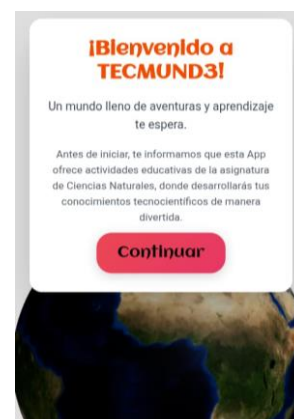 ¡Bienvenido a
TECMUND3!
Un mundo lleno de aventuras y aprendizaje
te espera.
Antes de iniciar, te informamos que esta App
ofrece actividades educativas de la asignatura
de Ciencias Naturales, donde desarrollarás tus
conocimientos tecnocientíficos de manera
divertida.
Continuar